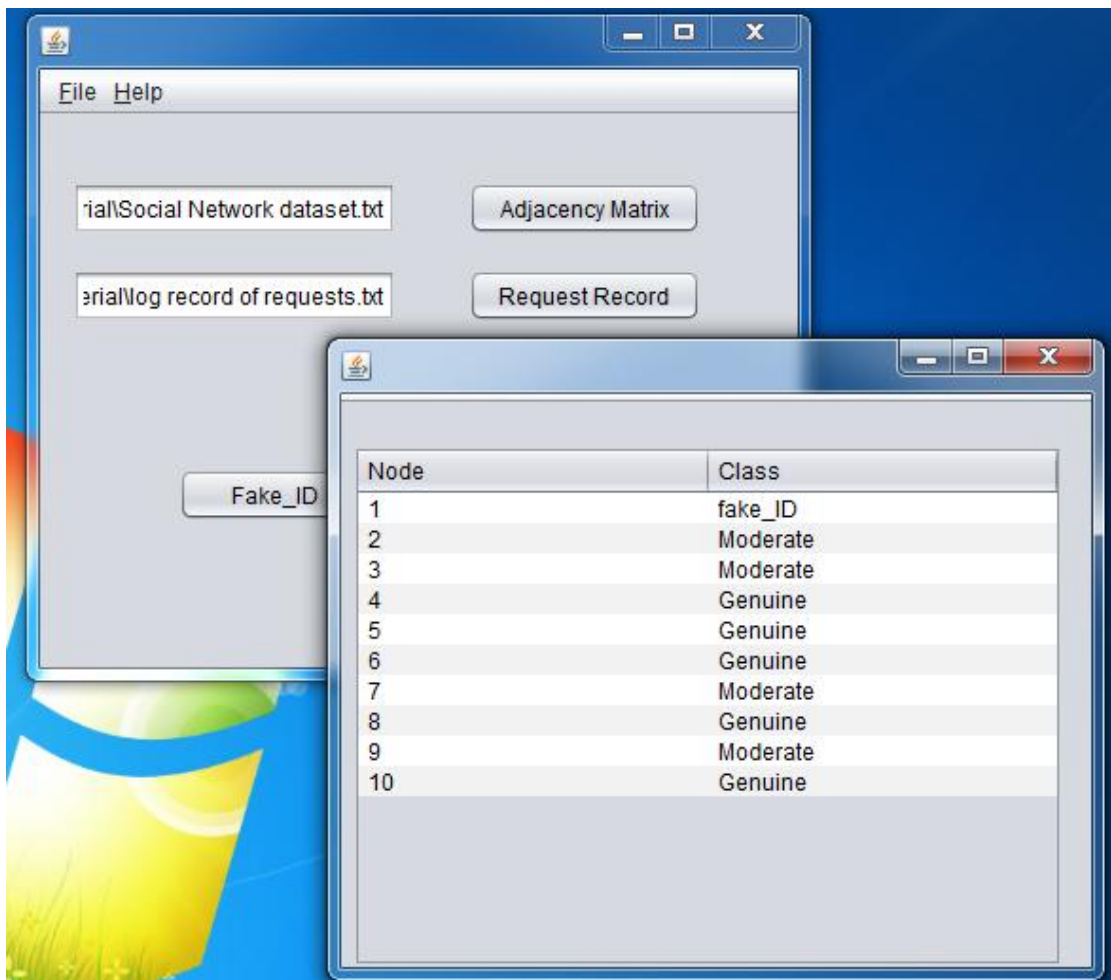 File Help
rial\Social Network dataset.txt
Adjacency Matrix
erial\log record of requests.txt
Request Record
Fake_ID
Node Class
1 fake_ID
2 Moderate
3 Moderate
4 Genuine
5 Genuine
6 Genuine
7 Moderate
8 Genuine
9 Moderate
10 Genuine